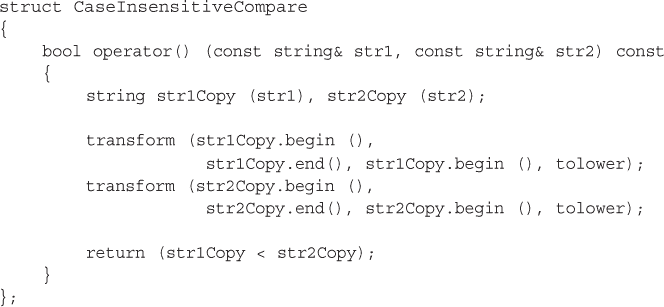 struct CaseInsensitiveCompare
{
    bool operator() (const string& str1, const string& str2) const
    {
        string str1Copy (str1), str2Copy (str2);

        transform (str1Copy.begin (),
                   str1Copy.end(), str1Copy.begin (), tolower);
        transform (str2Copy.begin (),
                   str2Copy.end(), str2Copy.begin (), tolower);

        return (str1Copy < str2Copy);
    }
};